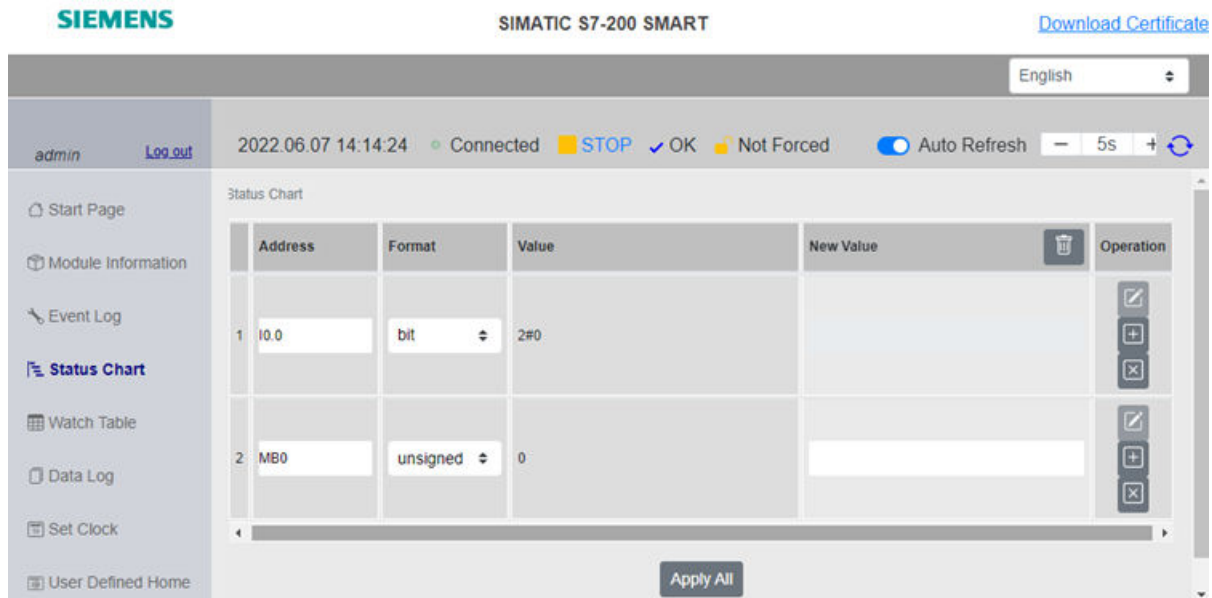 SIEMENS SIMATIC S7-200 SMART Download Certificate
English
admin Log out 2022.06.07 14:14:24 Connected STOP OK Not Forced Auto Refresh − 5s +
Start Page
Module Information
Event Log
Status Chart
Watch Table
Data Log
Set Clock
User Defined Home
Status Chart
Address Format Value New Value Operation
1 I0.0 bit 2#0
2 MB0 unsigned 0
Apply All